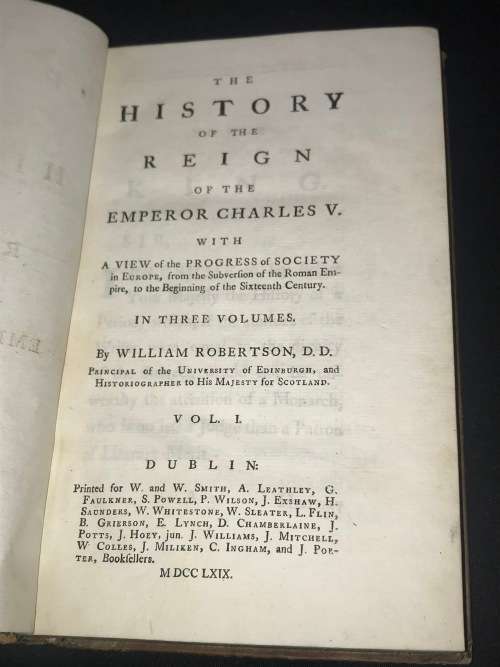 THE
HISTORY
OF THE
REIGN
OF THE
EMPEROR CHARLES V.
WITH
A VIEW of the PROGRESS of SOCIETY
in EUROPE, from the Subverſion of the Roman Em-
pire, to the Beginning of the Sixteenth Century.
IN THREE VOLUMES.
By WILLIAM ROBERTSON, D.D.
PRINCIPAL of the UNIVERSITY of EDINBURGH, and
HISTORIOGRAPHER to His MAJESTY for SCOTLAND.
VOL. I.
DUBLIN:
Printed for W. and W. SMITH, A. LEATHLEY, G.
FAULKNER, S. POWELL, P. WILSON, J. EXSHAW, H.
SAUNDERS, W. WHITESTONE, W. SLEATER, L. FLIN,
B. GRIERSON, E. LYNCH, D. CHAMBERLAINE, J.
POTTS, J. HOEY, jun. J. WILLIAMS, J. MITCHELL,
W COLLES, J. MILIKEN, C. INGHAM, and J. POR-
TER, Bookſellers.
M DCC LXIX.